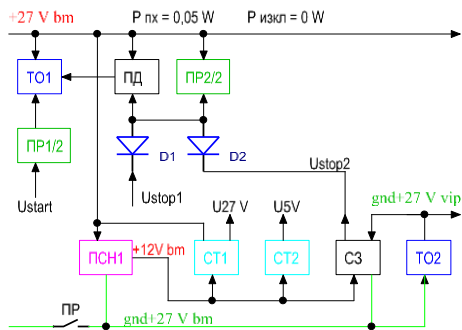 +27 V bm
P пх = 0,05 W
P изкл = 0 W
ТО1
ПД
ПР2/2
ПР1/2
D1
D2
Ustart
Ustop1
Ustop2
gnd+27 V vip
U27 V
U5V
ПСН1
+12V bm
СТ1
СТ2
СЗ
ТО2
ПР
gnd+27 V bm